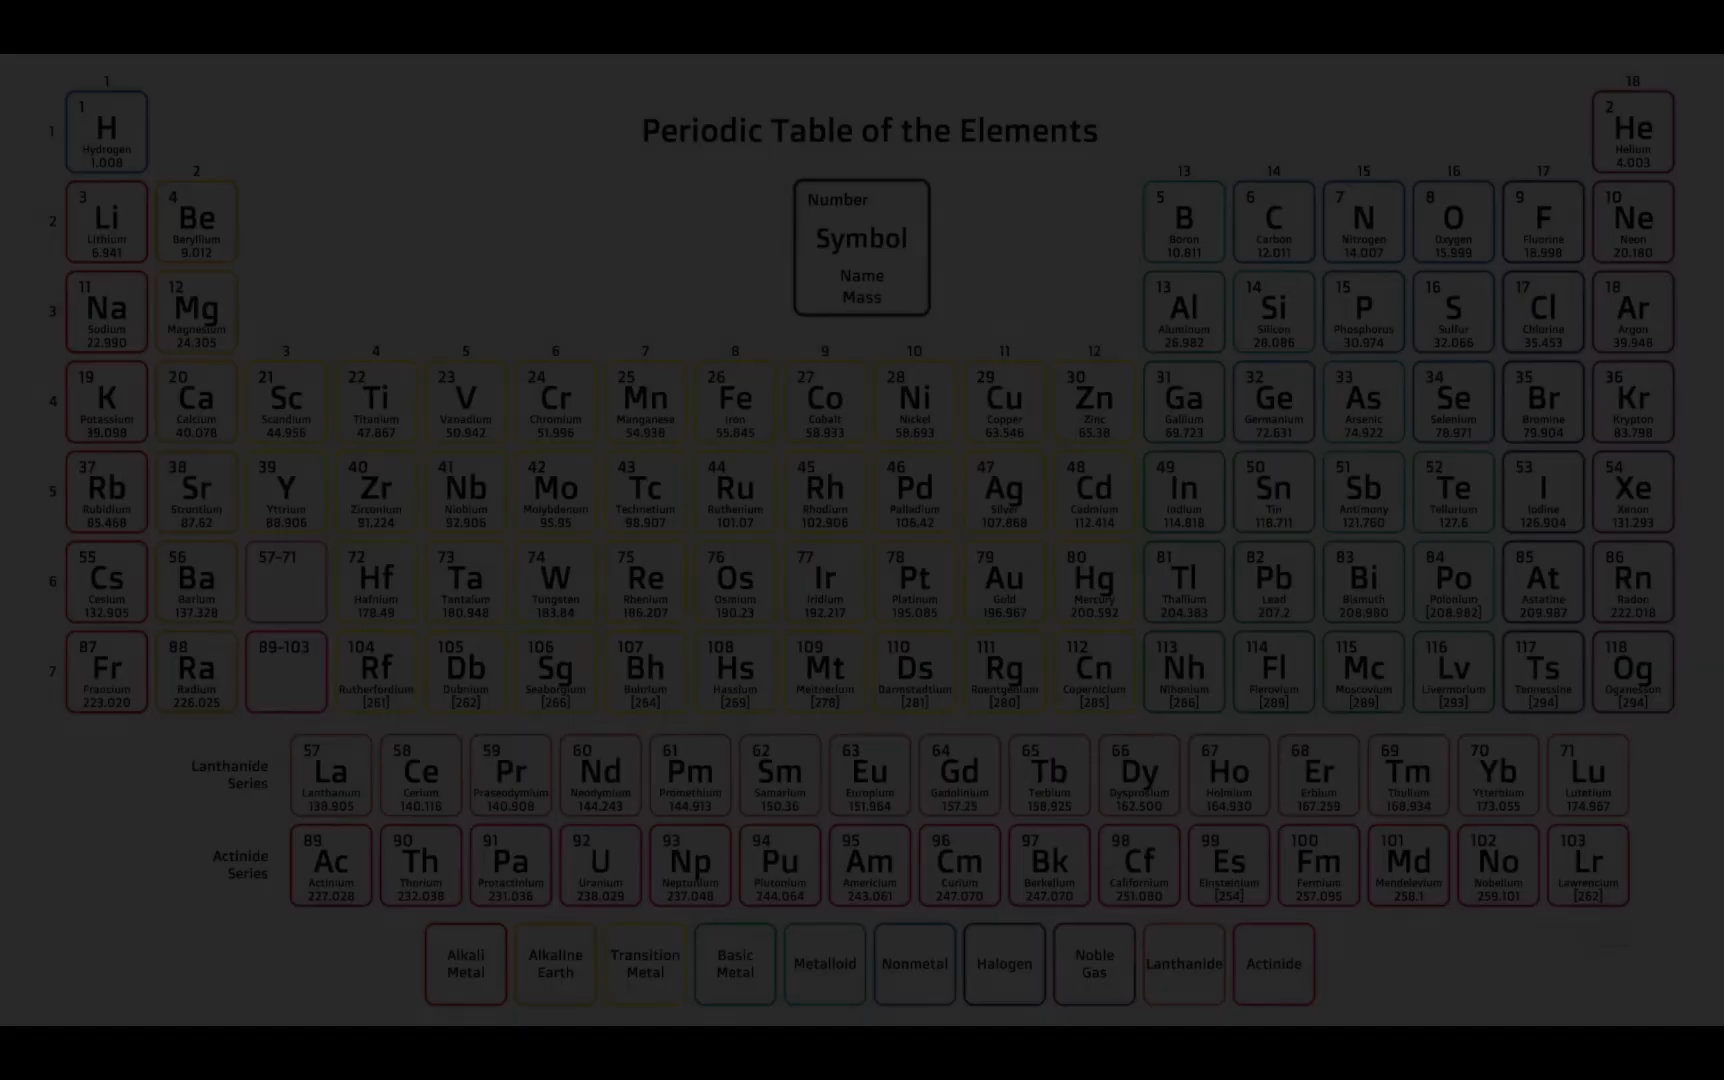 1 18
1 H Hydrogen 1.008
Periodic Table of the Elements
2 He Helium 4.003
1
2 13 14 15 16 17
Number
Symbol
Name
Mass
2
3 Li Lithium 6.941
4 Be Beryllium 9.012
5 B Boron 10.811
6 C Carbon 12.011
7 N Nitrogen 14.007
8 O Oxygen 15.999
9 F Fluorine 18.998
10 Ne Neon 20.180
3
11 Na Sodium 22.990
12 Mg Magnesium 24.305
13 Al Aluminum 26.982
14 Si Silicon 28.086
15 P Phosphorus 30.974
16 S Sulfur 32.066
17 Cl Chlorine 35.453
18 Ar Argon 39.948
3 4 5 6 7 8 9 10 11 12
4
19 K Potassium 39.098
20 Ca Calcium 40.078
21 Sc Scandium 44.956
22 Ti Titanium 47.867
23 V Vanadium 50.942
24 Cr Chromium 51.996
25 Mn Manganese 54.938
26 Fe Iron 55.845
27 Co Cobalt 58.933
28 Ni Nickel 58.693
29 Cu Copper 63.546
30 Zn Zinc 65.38
31 Ga Gallium 69.723
32 Ge Germanium 72.631
33 As Arsenic 74.922
34 Se Selenium 78.971
35 Br Bromine 79.904
36 Kr Krypton 83.798
5
37 Rb Rubidium 85.468
38 Sr Strontium 87.62
39 Y Yttrium 88.906
40 Zr Zirconium 91.224
41 Nb Niobium 92.906
42 Mo Molybdenum 95.95
43 Tc Technetium 98.907
44 Ru Ruthenium 101.07
45 Rh Rhodium 102.906
46 Pd Palladium 106.42
47 Ag Silver 107.868
48 Cd Cadmium 112.414
49 In Indium 114.818
50 Sn Tin 118.711
51 Sb Antimony 121.760
52 Te Tellurium 127.6
53 I Iodine 126.904
54 Xe Xenon 131.293
6
55 Cs Cesium 132.905
56 Ba Barium 137.328
57-71
72 Hf Hafnium 178.49
73 Ta Tantalum 180.948
74 W Tungsten 183.84
75 Re Rhenium 186.207
76 Os Osmium 190.23
77 Ir Iridium 192.217
78 Pt Platinum 195.085
79 Au Gold 196.967
80 Hg Mercury 200.592
81 Tl Thallium 204.383
82 Pb Lead 207.2
83 Bi Bismuth 208.980
84 Po Polonium [208.982]
85 At Astatine 209.987
86 Rn Radon 222.018
7
87 Fr Francium 223.020
88 Ra Radium 226.025
89-103
104 Rf Rutherfordium [261]
105 Db Dubnium [262]
106 Sg Seaborgium [266]
107 Bh Bohrium [264]
108 Hs Hassium [269]
109 Mt Meitnerium [278]
110 Ds Darmstadtium [281]
111 Rg Roentgenium [280]
112 Cn Copernicium [285]
113 Nh Nihonium [286]
114 Fl Flerovium [289]
115 Mc Moscovium [289]
116 Lv Livermorium [293]
117 Ts Tennessine [294]
118 Og Oganesson [294]
Lanthanide
Series
57 La Lanthanum 138.905
58 Ce Cerium 140.116
59 Pr Praseodymium 140.908
60 Nd Neodymium 144.243
61 Pm Promethium 144.913
62 Sm Samarium 150.36
63 Eu Europium 151.964
64 Gd Gadolinium 157.25
65 Tb Terbium 158.925
66 Dy Dysprosium 162.500
67 Ho Holmium 164.930
68 Er Erbium 167.259
69 Tm Thulium 168.934
70 Yb Ytterbium 173.055
71 Lu Lutetium 174.967
Actinide
Series
89 Ac Actinium 227.028
90 Th Thorium 232.038
91 Pa Protactinium 231.036
92 U Uranium 238.029
93 Np Neptunium 237.048
94 Pu Plutonium 244.064
95 Am Americium 243.061
96 Cm Curium 247.070
97 Bk Berkelium 247.070
98 Cf Californium 251.080
99 Es Einsteinium [254]
100 Fm Fermium 257.095
101 Md Mendelevium 258.1
102 No Nobelium 259.101
103 Lr Lawrencium [262]
Alkali Metal
Alkaline Earth
Transition Metal
Basic Metal
Metalloid
Nonmetal
Halogen
Noble Gas
Lanthanide
Actinide